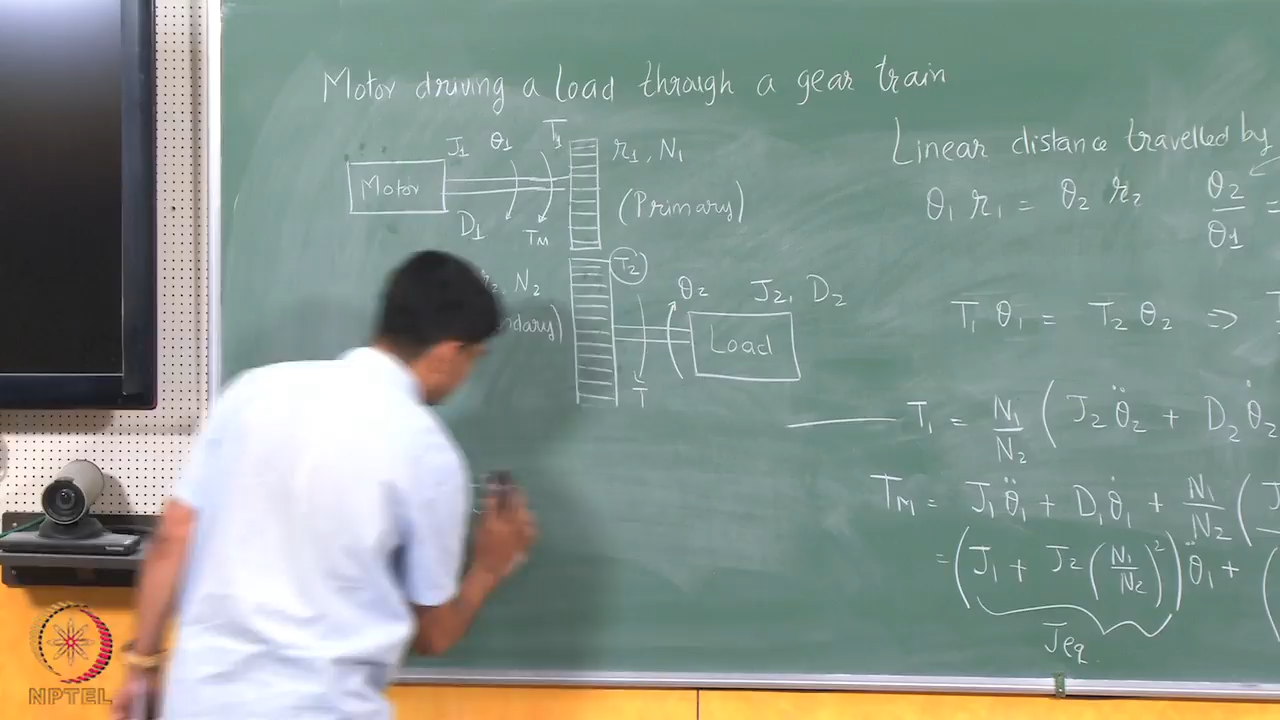 Motor driving a load through a gear train
J1 θ1 T1
Motor
D1 TM
r1, N1
(Primary)
N2
ndary)
T2
θ2 J2, D2
Load
T
Linear distance travelled by
θ1 r1 = θ2 r2 θ2/θ1 =
T1 θ1 = T2 θ2 ⇒
T1 = N1/N2 ( J2 θ̈2 + D2 θ̇2
TM = J1 θ̈1 + D1 θ̇1 + N1/N2 (
= ( J1 + J2 (N1/N2)² ) θ̈1 + (
Jeq.
NPTEL